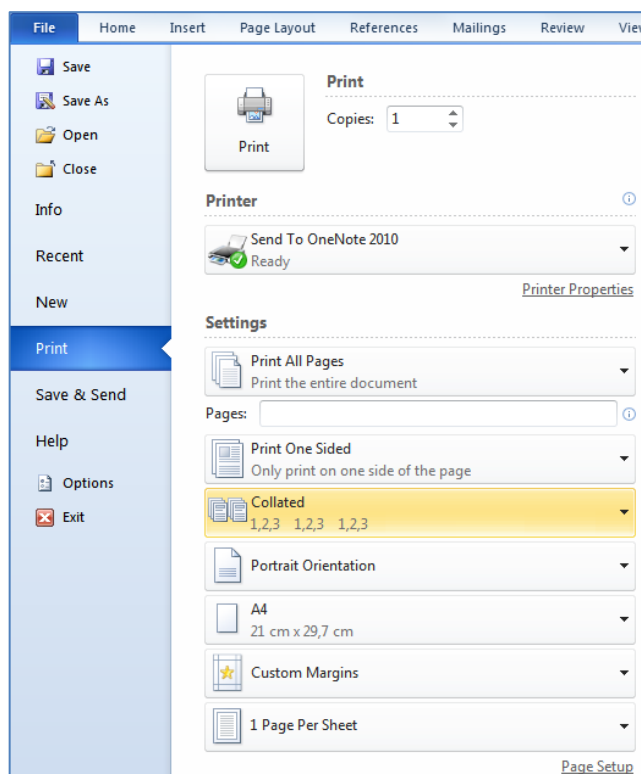 File Home Insert Page Layout References Mailings Review View
Save
Save As
Open
Close
Info
Recent
New
Print
Save & Send
Help
Options
Exit
Print
Print
Copies: 1
Printer
Send To OneNote 2010
Ready
Printer Properties
Settings
Print All Pages
Print the entire document
Pages:
Print One Sided
Only print on one side of the page
Collated
1,2,3 1,2,3 1,2,3
Portrait Orientation
A4
21 cm x 29,7 cm
Custom Margins
1 Page Per Sheet
Page Setup